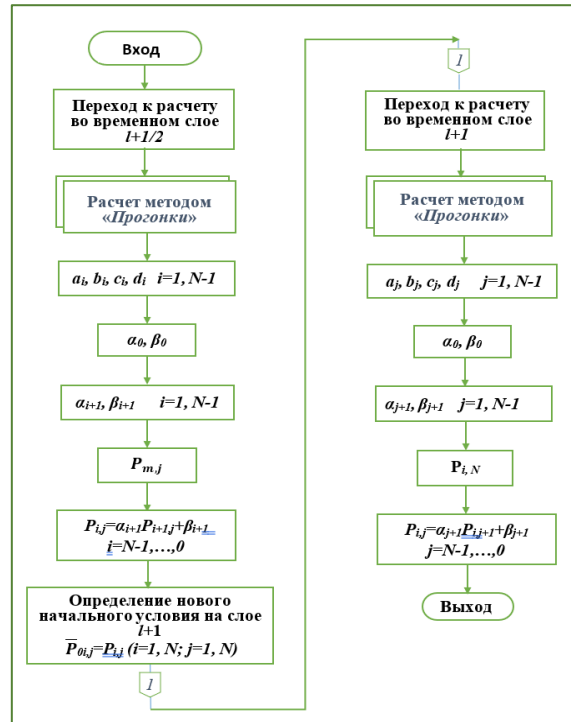 Вход
Переход к расчету
во временном слое
l+1/2
Расчет методом
«Прогонки»
aᵢ, bᵢ, cᵢ, dᵢ i=1, N-1
α₀, β₀
αᵢ₊₁, βᵢ₊₁ i=1, N-1
Pₘ,ⱼ
Pᵢ,ⱼ=αᵢ₊₁Pᵢ₊₁,ⱼ+βᵢ₊₁
i=N-1,…,0
Определение нового
начального условия на слое
l+1
P̅₀ᵢ,ⱼ=Pᵢ,ⱼ (i=1, N; j=1, N)
1
1
Переход к расчету
во временном слое
l+1
Расчет методом
«Прогонки»
aⱼ, bⱼ, cⱼ, dⱼ j=1, N-1
α₀, β₀
αⱼ₊₁, βⱼ₊₁ j=1, N-1
Pᵢ, N
Pᵢ,ⱼ=αⱼ₊₁Pᵢ,ⱼ₊₁+βⱼ₊₁
j=N-1,…,0
Выход